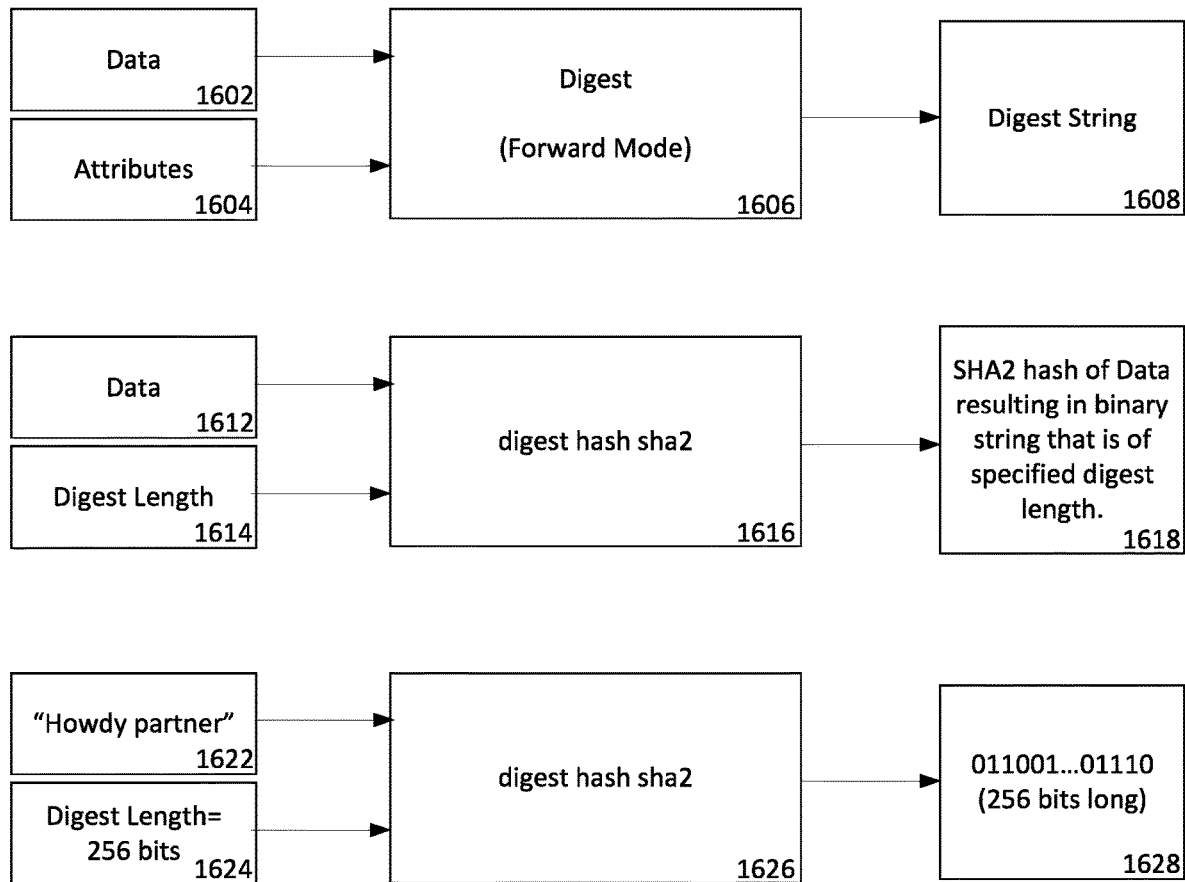 Data
1602
Attributes
1604
Digest
(Forward Mode)
1606
Digest String
1608
Data
1612
Digest Length
1614
digest hash sha2
1616
SHA2 hash of Data
resulting in binary
string that is of
specified digest
length.
1618
“Howdy partner”
1622
Digest Length=
256 bits
1624
digest hash sha2
1626
011001...01110
(256 bits long)
1628